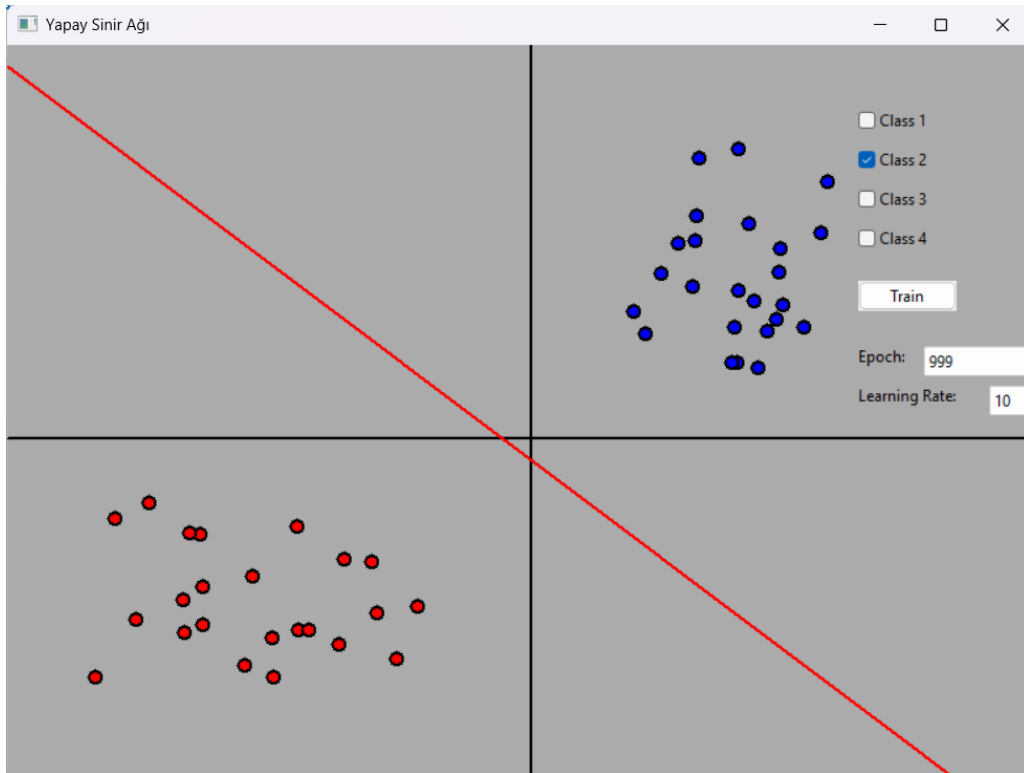 Yapay Sinir Ağı
Class 1
Class 2
Class 3
Class 4
Train
Epoch: 999
Learning Rate: 10